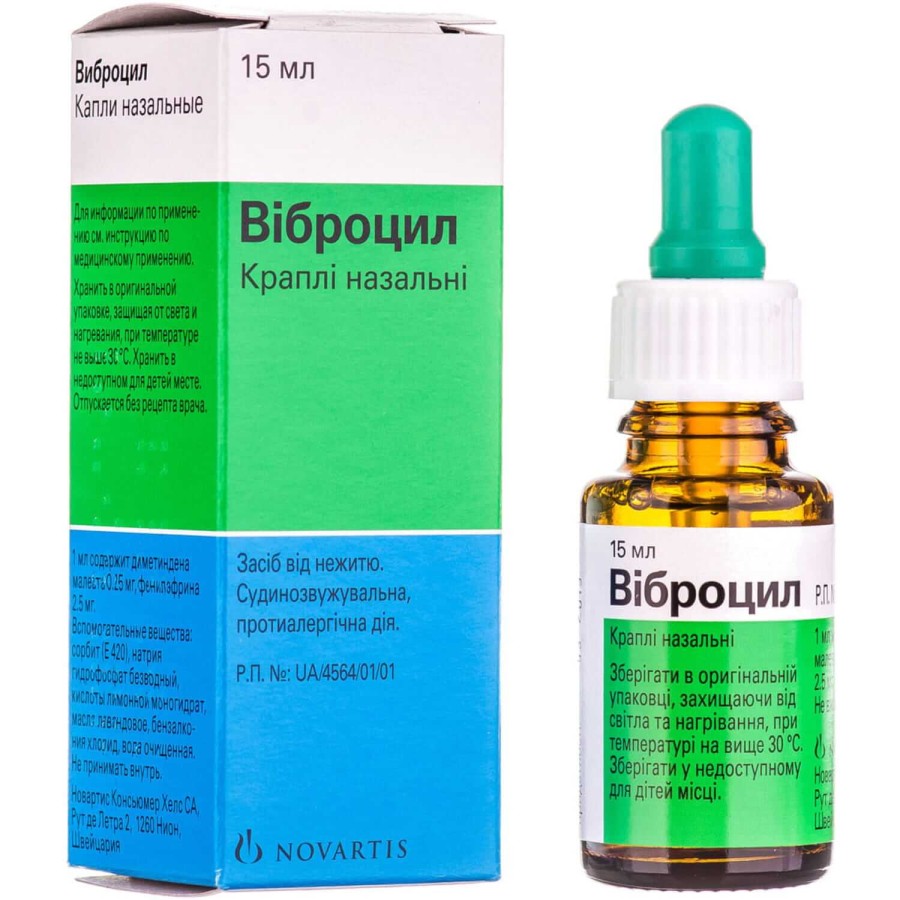 Виброцил
Капли назальные
Для информации по примене-
нию см. инструкцию по
медицинскому применению.
Хранить в оригинальной
упаковке, защищая от света и
нагревания, при температуре
не выше 30°С. Хранить в
недоступном для детей месте.
Отпускается без рецепта врача.
1 мл содержит диметиндена
малеата 0.25 мг, фенилэфрина
2.5 мг.
Вспомогательные вещества:
сорбит (Е 420), натрия
гидрофосфат безводный,
кислоты лимонной моногидрат,
масло лавандовое, бензалко-
ния хлорид, вода очищенная.
Не принимать внутрь.
Новартис Консьюмер Хелс СА,
Рут де Летра 2, 1260 Нион,
Швейцария
15 мл
Віброцил
Краплі назальні
Засіб від нежитю.
Судинозвужувальна,
протиалергічна дія.
Р.П. №: UA/4564/01/01
NOVARTIS
15 мл
Віброцил
Краплі назальні
Зберігати в оригінальній
упаковці, захищаючи від
світла та нагрівання, при
температурі на вище 30 °С.
Зберігати у недоступному
для дітей місці.
Р.П.
1 мл
2.5
Не в
Рут д